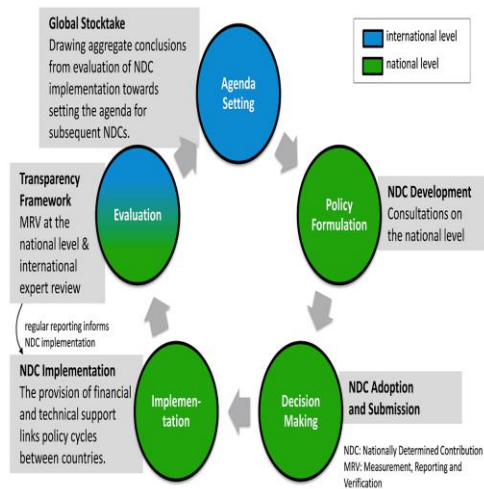 Global Stocktake
Drawing aggregate conclusions
from evaluation of NDC
implementation towards
setting the agenda for
subsequent NDCs.
international level
national level
Agenda
Setting
Transparency
Framework
MRV at the
national level &
international
expert review
Evaluation
Policy
Formulation
NDC Development
Consultations on
the national level
regular reporting informs
NDC implementation
NDC Implementation
The provision of financial
and technical support
links policy cycles
between countries.
Implemen-
tation
Decision
Making
NDC Adoption
and Submission
NDC: Nationally Determined Contribution
MRV: Measurement, Reporting and
Verification